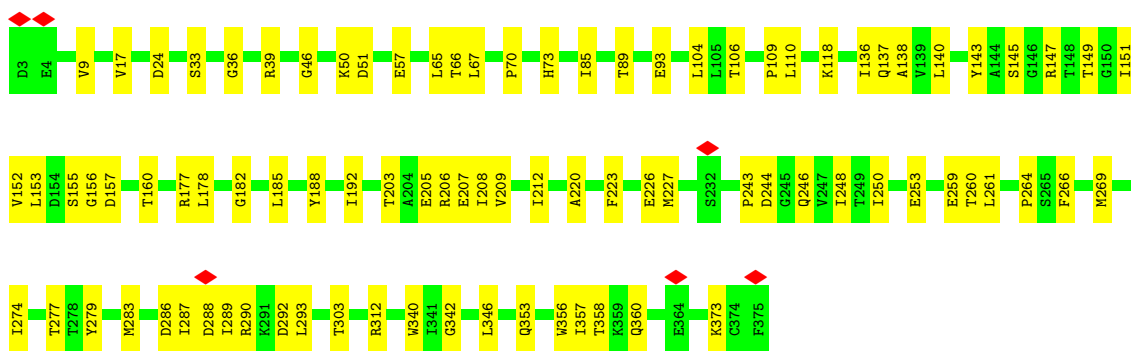 D3 E4 V9 V17 D24 S33 G36 R39 G46 K50 D51 E57 L65 T66 L67 P70 H73 I85 T89 E93 L104 L105 T106 P109 L110 K118 I136 Q137 A138 V139 L140 Y143 A144 S145 G146 R147 T148 T149 G150 I151
V152 L153 D154 S155 G156 D157 T160 R177 L178 G182 L185 Y188 I192 T203 A204 E205 R206 E207 I208 V209 I212 A220 F223 E226 M227 S232 P243 D244 G245 Q246 V247 I248 T249 I250 E253 E259 T260 L261 P264 S265 F266 M269
I274 T277 T278 Y279 M283 D286 I287 D288 I289 R290 K291 D292 L293 T303 R312 W340 I341 G342 L346 Q353 W356 I357 T358 K359 Q360 E364 K373 C374 F375